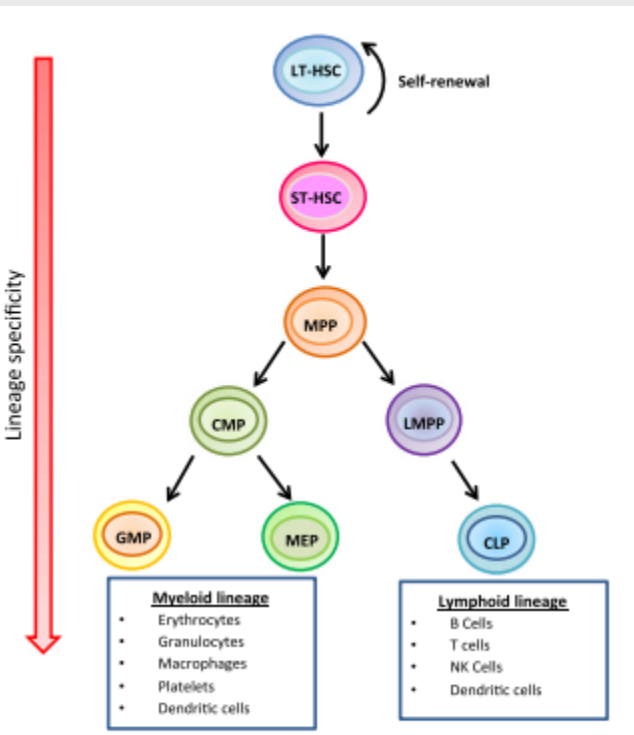 LT-HSC
Self-renewal
ST-HSC
Lineage specificity
MPP
CMP
LMPP
GMP
MEP
CLP
Myeloid lineage
• Erythrocytes
• Granulocytes
• Macrophages
• Platelets
• Dendritic cells
Lymphoid lineage
• B Cells
• T cells
• NK Cells
• Dendritic cells